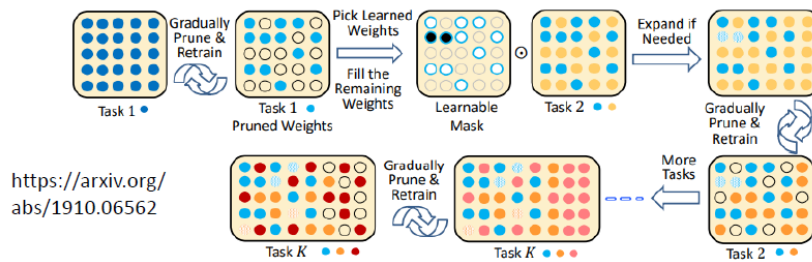 Gradually
Prune &
Retrain
Pick Learned
Weights
Fill the
Remaining
Weights
Expand if
Needed
Task 1
Task 1
Pruned Weights
Learnable
Mask
Task 2
Gradually
Prune &
Retrain
https://arxiv.org/
abs/1910.06562
Gradually
Prune &
Retrain
More
Tasks
Task K
Task K
Task 2